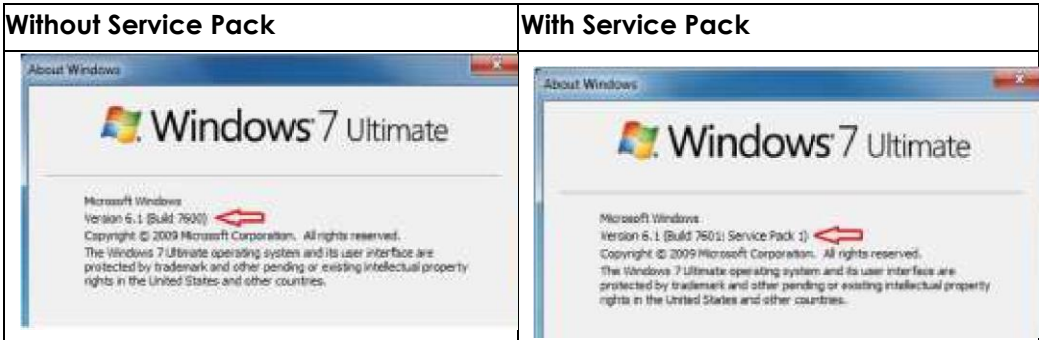 Without Service Pack
With Service Pack
About Windows
Windows 7 Ultimate
Microsoft Windows
Version 6.1 (Build 7600)
Copyright © 2009 Microsoft Corporation. All rights reserved.
The Windows 7 Ultimate operating system and its user interface are
protected by trademark and other pending or existing intellectual property
rights in the United States and other countries.
About Windows
Windows 7 Ultimate
Microsoft Windows
Version 6.1 (Build 7601: Service Pack 1)
Copyright © 2009 Microsoft Corporation. All rights reserved.
The Windows 7 Ultimate operating system and its user interface are
protected by trademark and other pending or existing intellectual property
rights in the United States and other countries.